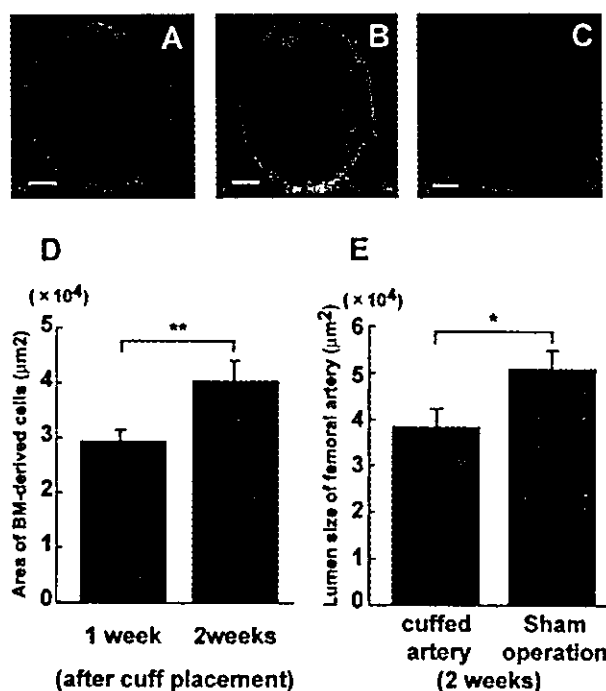 A B C
D
(×10⁴)
Area of BM-derived cells (μm2)
5
4
3
2
1
0
**
1 week 2weeks
(after cuff placement)
E
(×10⁴)
Lumen size of femoral artery (μm²)
6
5
4
3
2
1
0
*
cuffed Sham
artery operation
(2 weeks)